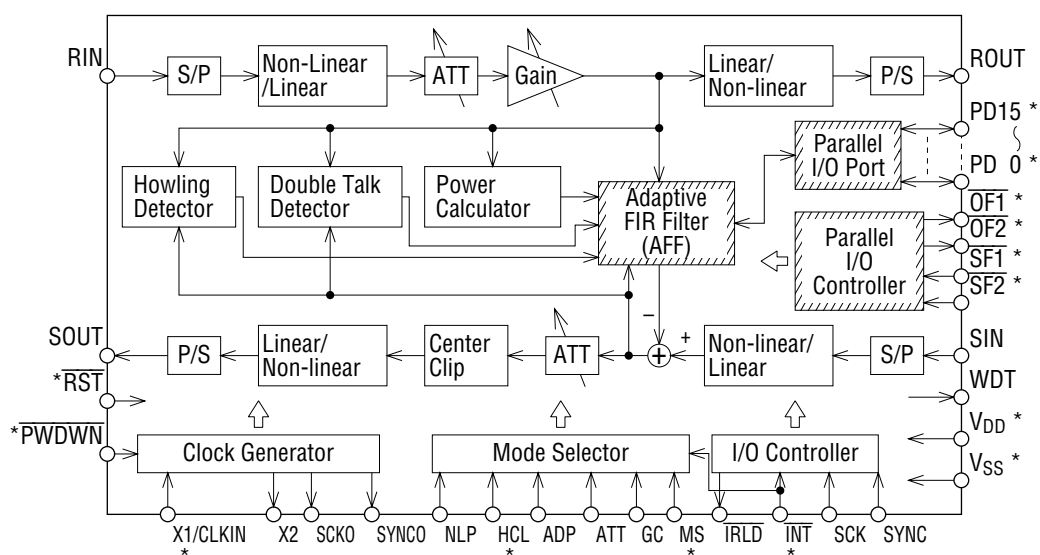 RIN
S/P
Non-Linear
/Linear
ATT
Gain
Linear/
Non-linear
P/S
ROUT
PD15 *
PD 0 *
Parallel
I/O Port
Howling
Detector
Double Talk
Detector
Power
Calculator
Adaptive
FIR Filter
(AFF)
Parallel
I/O
Controller
OF1 *
OF2 *
SF1 *
SF2 *
SOUT
P/S
Linear/
Non-linear
Center
Clip
ATT
−
+
+
Non-linear/
Linear
S/P
SIN
*RST
WDT
*PWDWN
VDD *
VSS *
Clock Generator
Mode Selector
I/O Controller
X1/CLKIN
*
X2
SCKO
SYNCO
NLP
HCL
*
ADP
ATT
GC
MS
*
IRLD
INT
*
SCK
SYNC